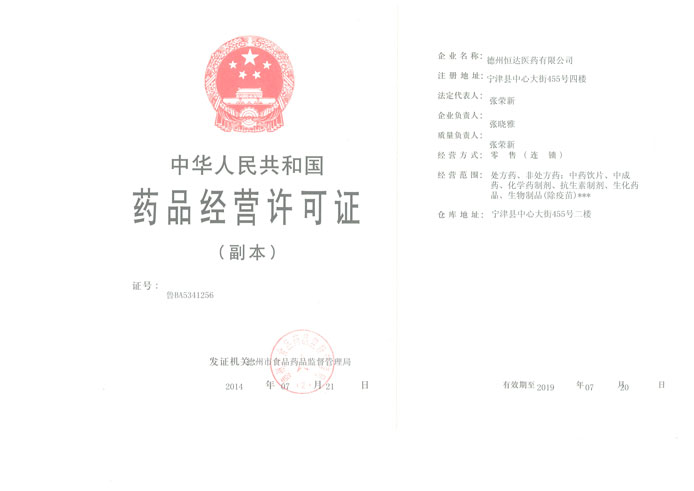 中华人民共和国
药品经营许可证
（副本）
证号：
鲁BA5341256
发证机关 德州市食品药品监督管理局
2014 年 07 月 21 日
企业名称：德州恒达医药有限公司
注册地址：宁津县中心大街455号四楼
法定代表人：张荣新
企业负责人：张晓雅
质量负责人：张荣新
经营方式：零售（连锁）
经营范围：处方药、非处方药：中药饮片、中成
药、化学药制剂、抗生素制剂、生化药
品、生物制品(除疫苗)***
仓库地址：宁津县中心大街455号二楼
有效期至2019 年 07 月 20 日